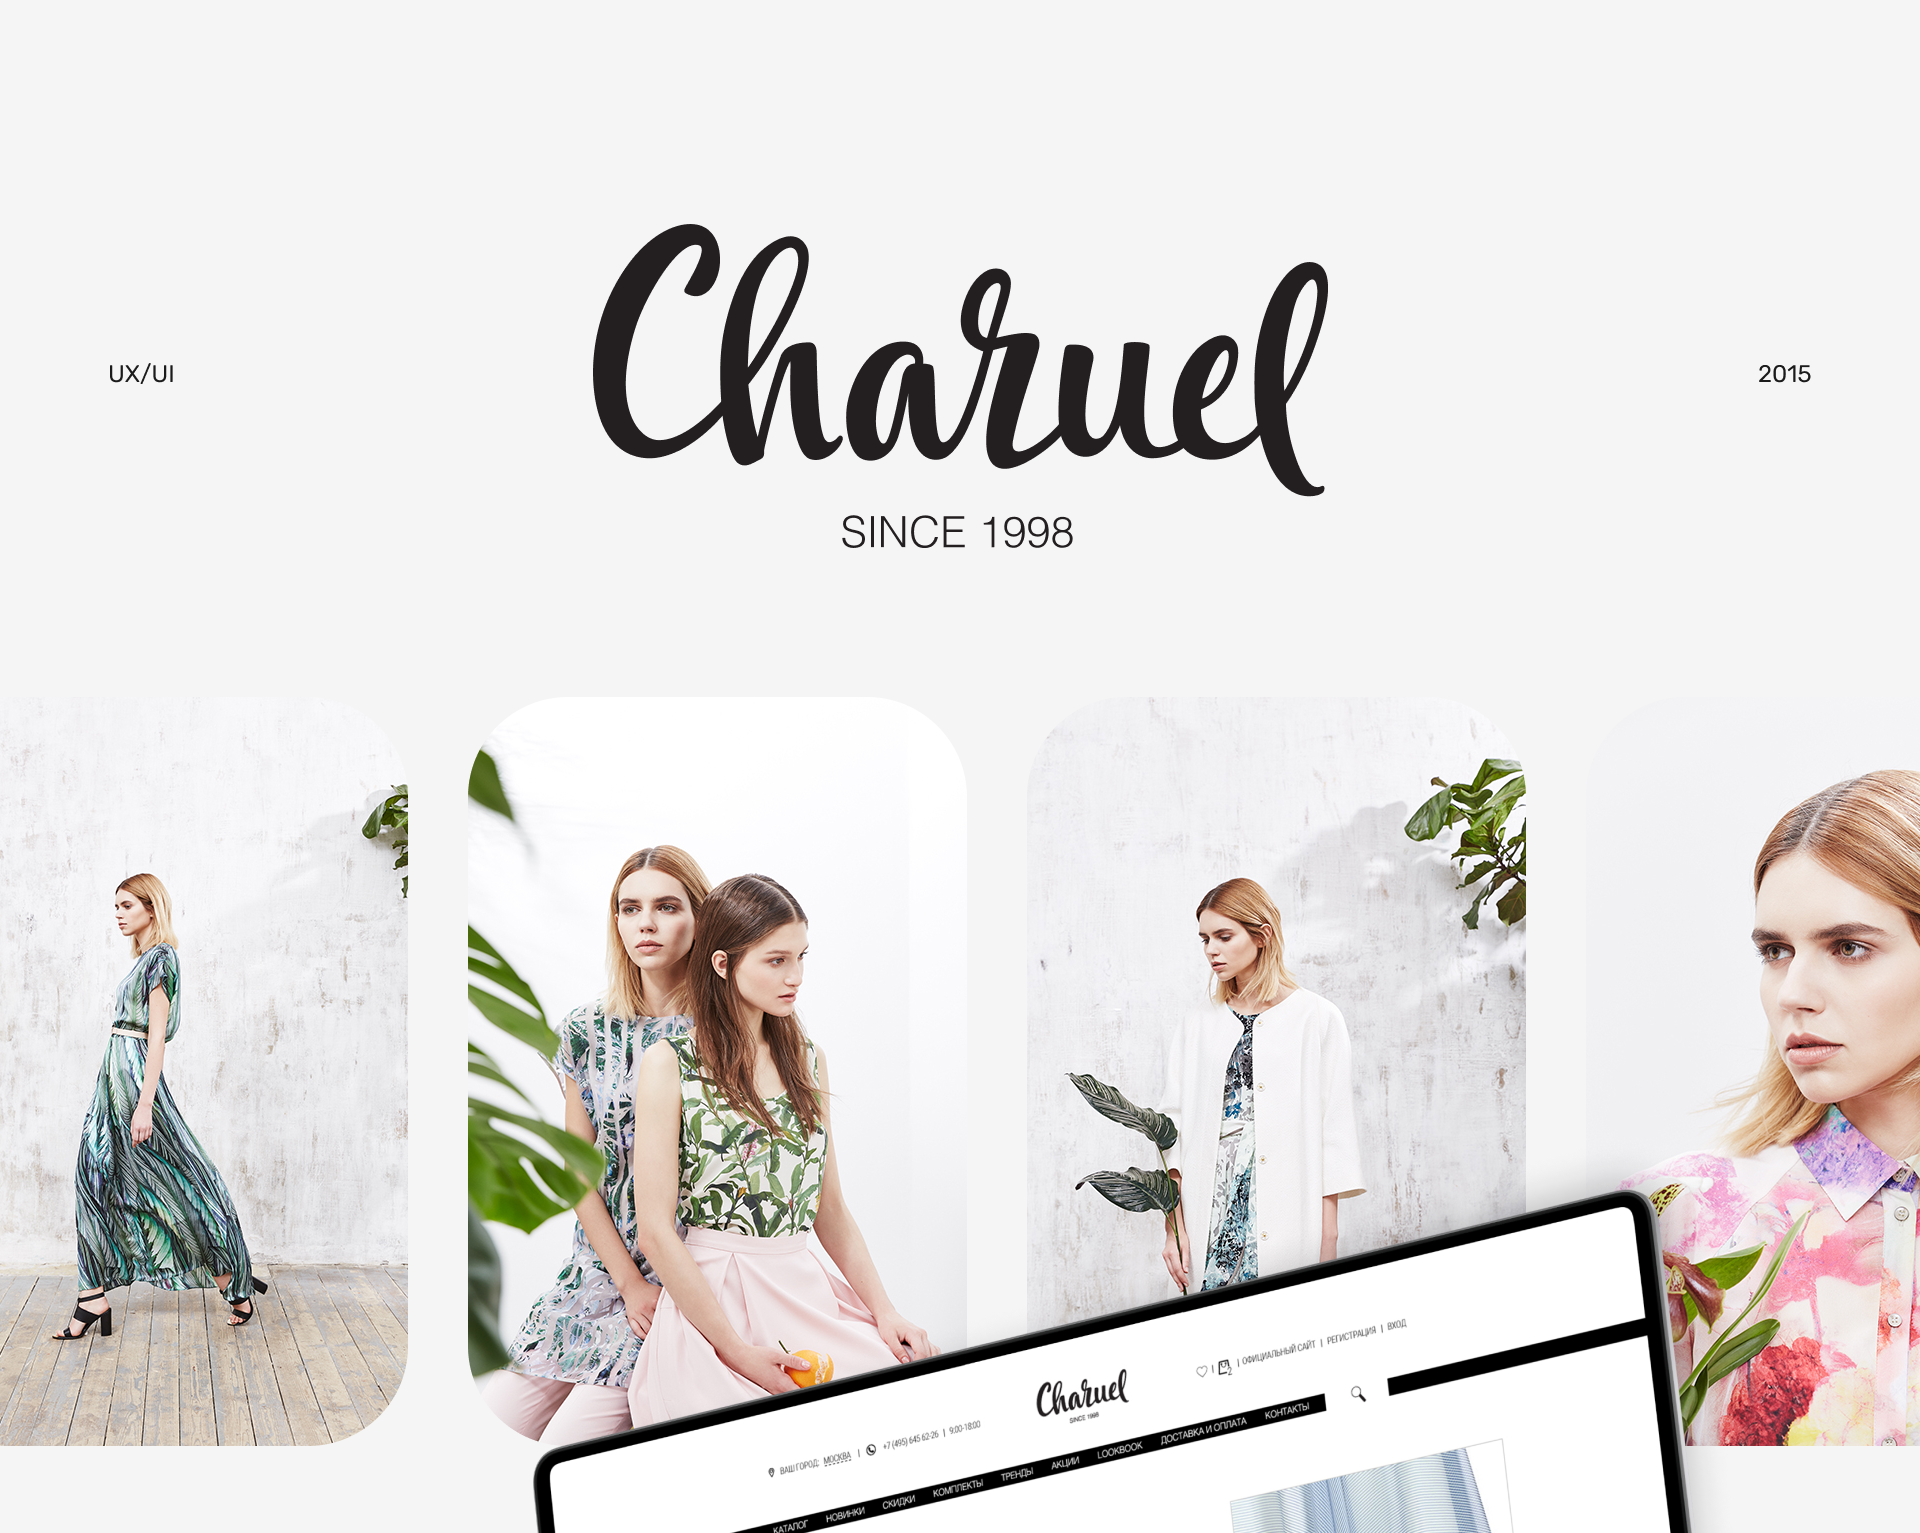 Charuel
SINCE 1998
UX/UI
2015
Charuel
SINCE 1998
ВАШ ГОРОД: МОСКВА | +7 (495) 645 62-26 | 9:00-18:00
| 2 | ОФИЦИАЛЬНЫЙ САЙТ | РЕГИСТРАЦИЯ | ВХОД
КАТАЛОГ НОВИНКИ СКИДКИ КОМПЛЕКТЫ ТРЕНДЫ АКЦИИ LOOKBOOK ДОСТАВКА И ОПЛАТА КОНТАКТЫ